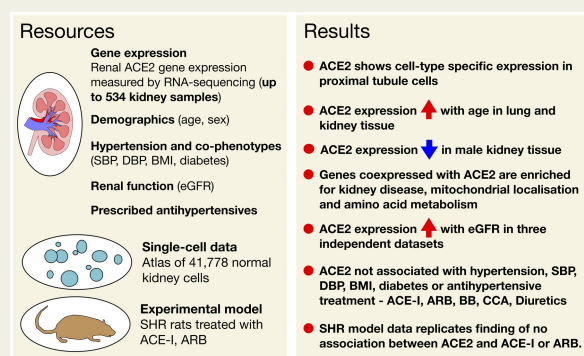 Resources
Gene expression
Renal ACE2 gene expression
measured by RNA-sequencing (up
to 534 kidney samples)
Demographics (age, sex)
Hypertension and co-phenotypes
(SBP, DBP, BMI, diabetes)
Renal function (eGFR)
Prescribed antihypertensives
Single-cell data
Atlas of 41,778 normal
kidney cells
Experimental model
SHR rats treated with
ACE-I, ARB
Results
ACE2 shows cell-type specific expression in
proximal tubule cells
ACE2 expression with age in lung and
kidney tissue
ACE2 expression in male kidney tissue
Genes coexpressed with ACE2 are enriched
for kidney disease, mitochondrial localisation
and amino acid metabolism
ACE2 expression with eGFR in three
independent datasets
ACE2 not associated with hypertension, SBP,
DBP, BMI, diabetes or antihypertensive
treatment - ACE-I, ARB, BB, CCA, Diuretics
SHR model data replicates finding of no
association between ACE2 and ACE-I or ARB.